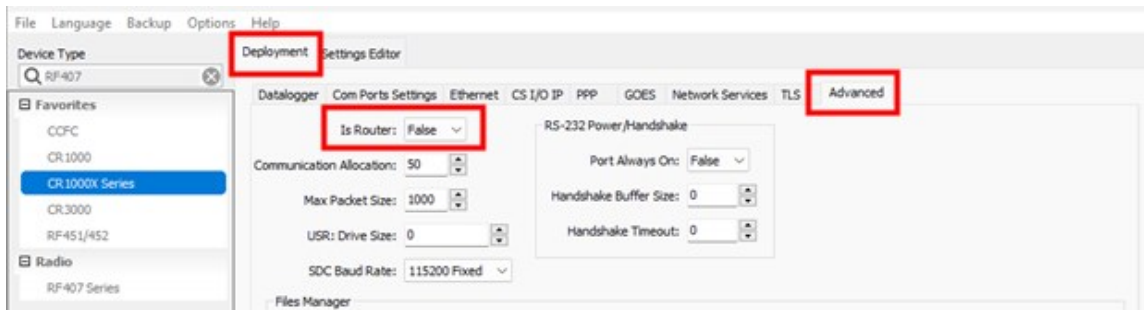 File Language Backup Options Help
Device Type
RF407
Favorites
CCFC
CR1000
CR1000X Series
CR3000
RF451/452
Radio
RF407 Series
Deployment Settings Editor
Datalogger Com Ports Settings Ethernet CS I/O IP PPP GOES Network Services TLS Advanced
Is Router: False
Communication Allocation: 50
Max Packet Size: 1000
USR: Drive Size: 0
SDC Baud Rate: 115200 Fixed
RS-232 Power/Handshake
Port Always On: False
Handshake Buffer Size: 0
Handshake Timeout: 0
Files Manager